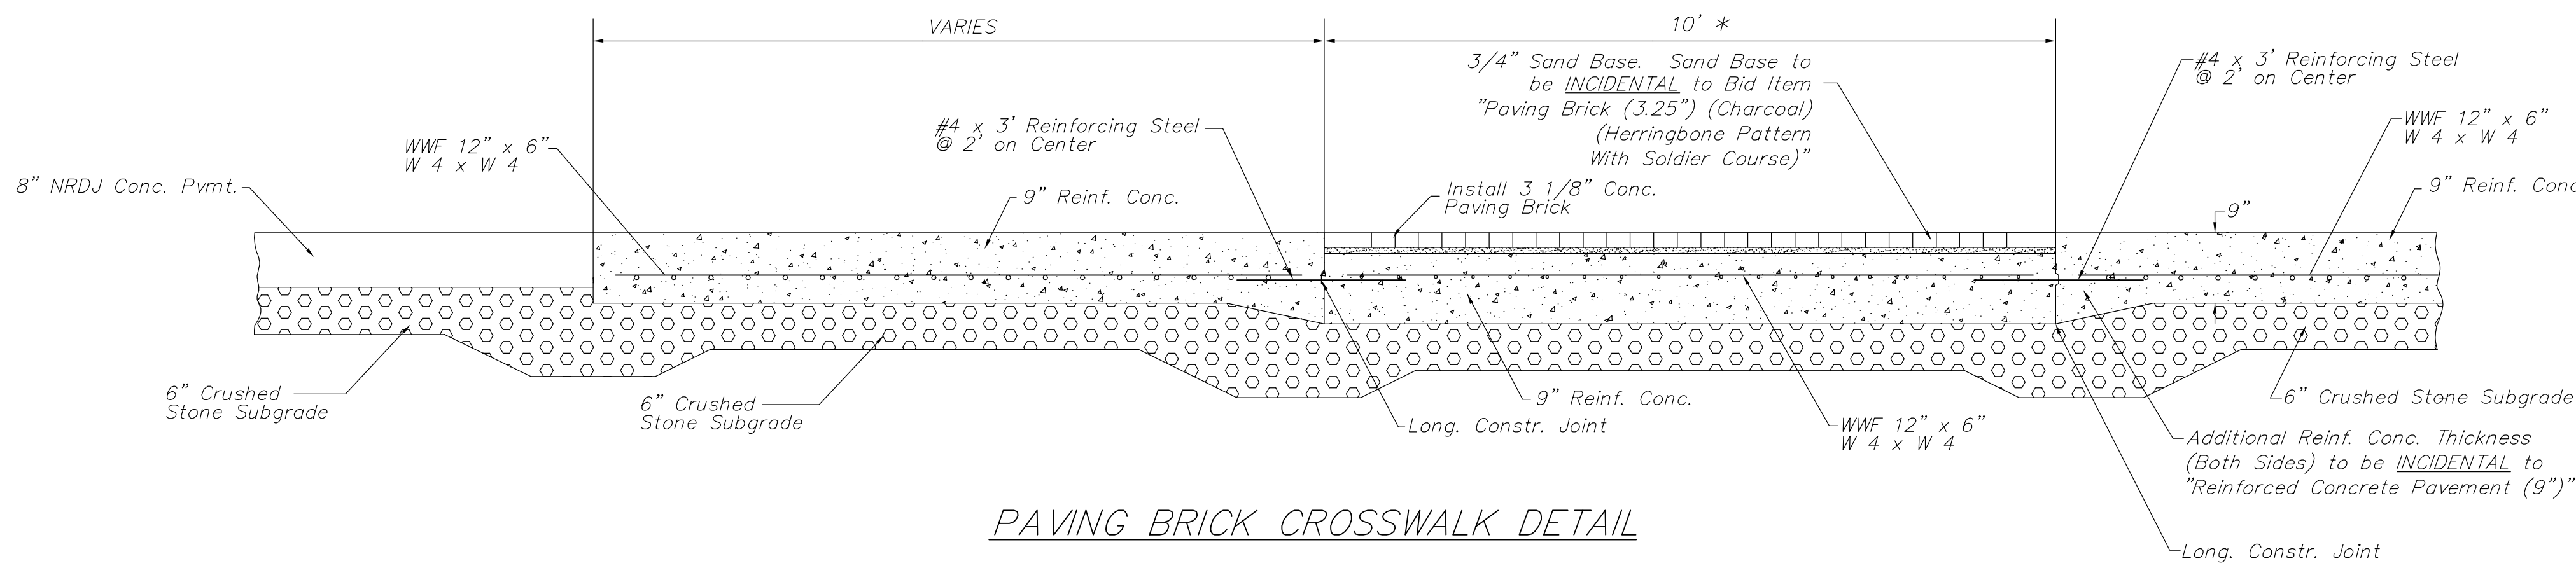 VARIES
10' *
3/4" Sand Base. Sand Base to
be INCIDENTAL to Bid Item
"Paving Brick (3.25") (Charcoal)
(Herringbone Pattern
With Soldier Course)"
#4 x 3' Reinforcing Steel
@ 2' on Center
WWF 12" x 6"
W 4 x W 4
#4 x 3' Reinforcing Steel
@ 2' on Center
WWF 12" x 6"
W 4 x W 4
8" NRDJ Conc. Pvmt.
9" Reinf. Conc.
Install 3 1/8" Conc.
Paving Brick
9"
9" Reinf. Conc
6" Crushed
Stone Subgrade
6" Crushed
Stone Subgrade
9" Reinf. Conc.
Long. Constr. Joint
WWF 12" x 6"
W 4 x W 4
6" Crushed Stone Subgrade
Additional Reinf. Conc. Thickness
(Both Sides) to be INCIDENTAL to
"Reinforced Concrete Pavement (9")"
Long. Constr. Joint
PAVING BRICK CROSSWALK DETAIL